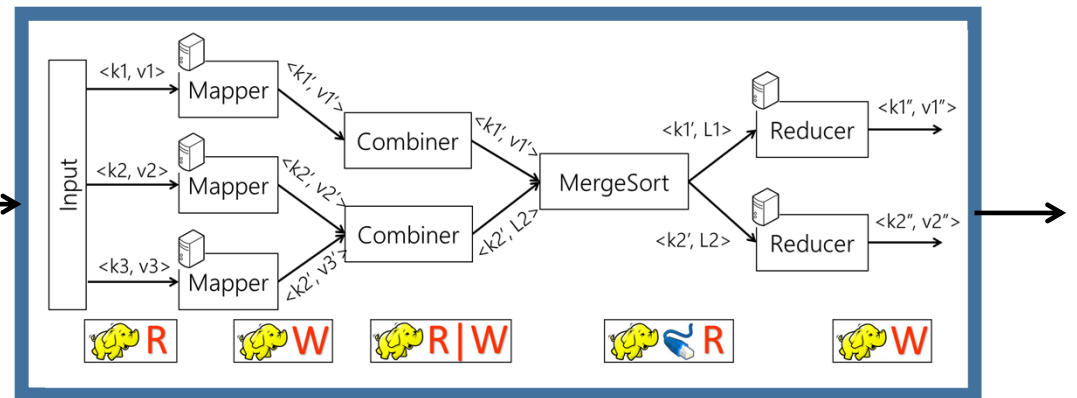 Input
<k1, v1>
<k2, v2>
<k3, v3>
Mapper
Mapper
Mapper
<k1′, v1′>
<k2′, v2′>
<k2′, v3′>
Combiner
Combiner
<k1′, v1′>
<k2′, L2>
MergeSort
<k1′, L1>
<k2′, L2>
Reducer
Reducer
<k1″, v1″>
<k2″, v2″>
R
W
R|W
R
W